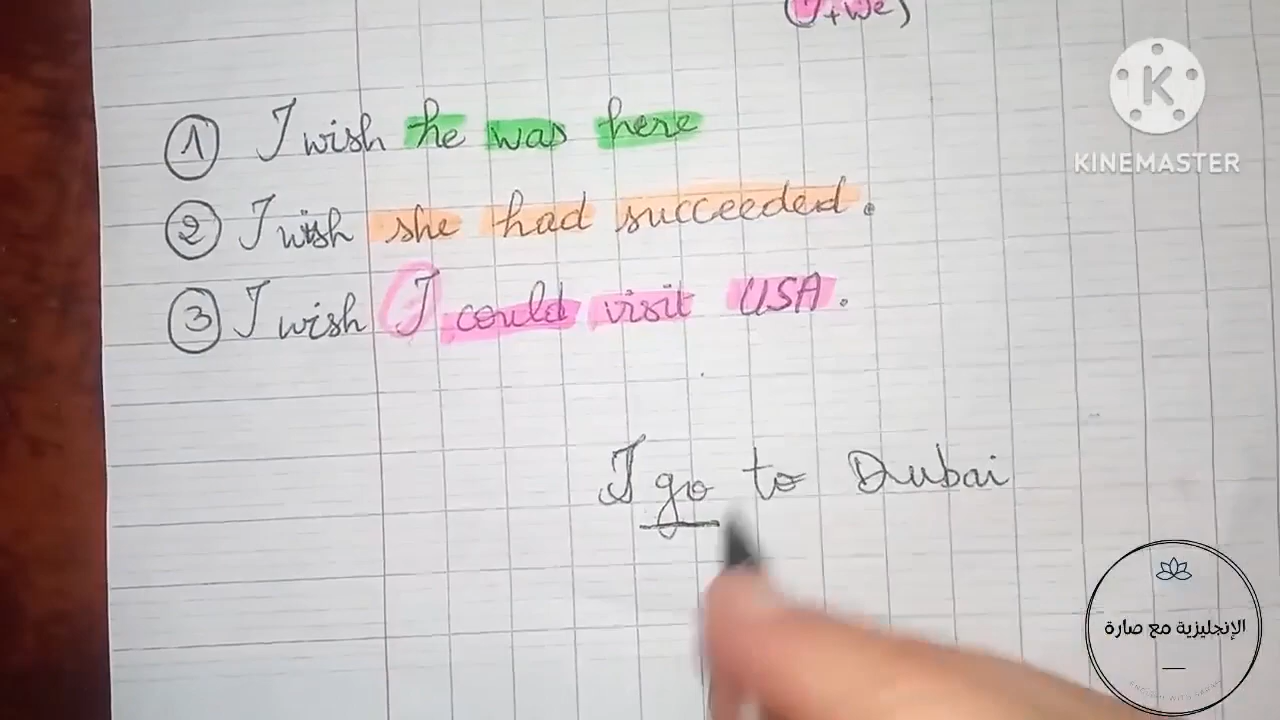 (I+We)
① I wish he was here
② I wish she had succeeded.
③ I wish I could visit USA.
I go to Dubai
KINEMASTER
الإنجليزية مع صارة